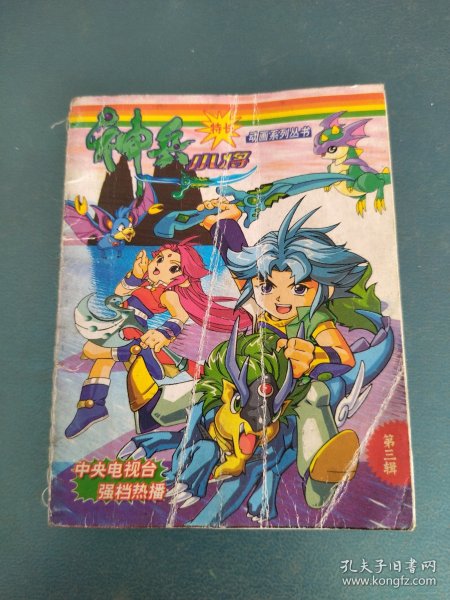 神兵
小将
特卡
动画系列丛书
中央电视台
强档热播
第三辑
孔夫子旧书网
www.kongfz.com